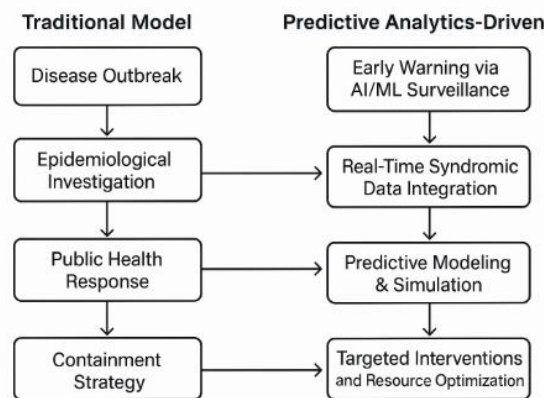 Traditional Model
Predictive Analytics-Driven
Disease Outbreak
Early Warning via
AI/ML Surveillance
Epidemiological
Investigation
Real-Time Syndromic
Data Integration
Public Health
Response
Predictive Modeling
& Simulation
Containment
Strategy
Targeted Interventions
and Resource Optimization